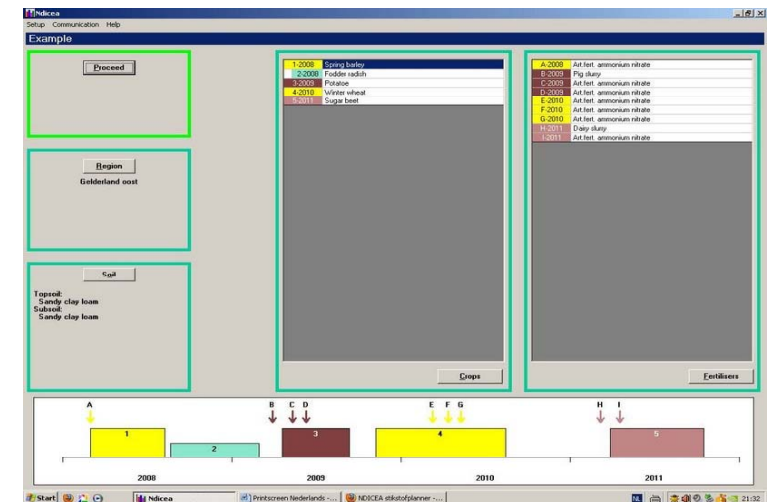 Ndicea
Setup Communication Help
Example
Proceed
Region
Gelderland oost
Soil
Topsoil:
Sandy clay loam
Subsoil:
Sandy clay loam
1-2008 Spring barley
2-2008 Fodder radish
3-2009 Potatoe
4-2010 Winter wheat
5-2011 Sugar beet
Crops
A-2008 Art.fert. ammonium nitrate
B-2009 Pig slurry
C-2009 Art.fert. ammonium nitrate
D-2009 Art.fert. ammonium nitrate
E-2010 Art.fert. ammonium nitrate
F-2010 Art.fert. ammonium nitrate
G-2010 Art.fert. ammonium nitrate
H-2011 Dairy slurry
I-2011 Art.fert. ammonium nitrate
Fertilisers
A B C D E F G H I
1 2 3 4 5
2008 2009 2010 2011
Start Ndicea Printscreen Nederlands -... NDICEA stikstofplanner -... NL 21:32